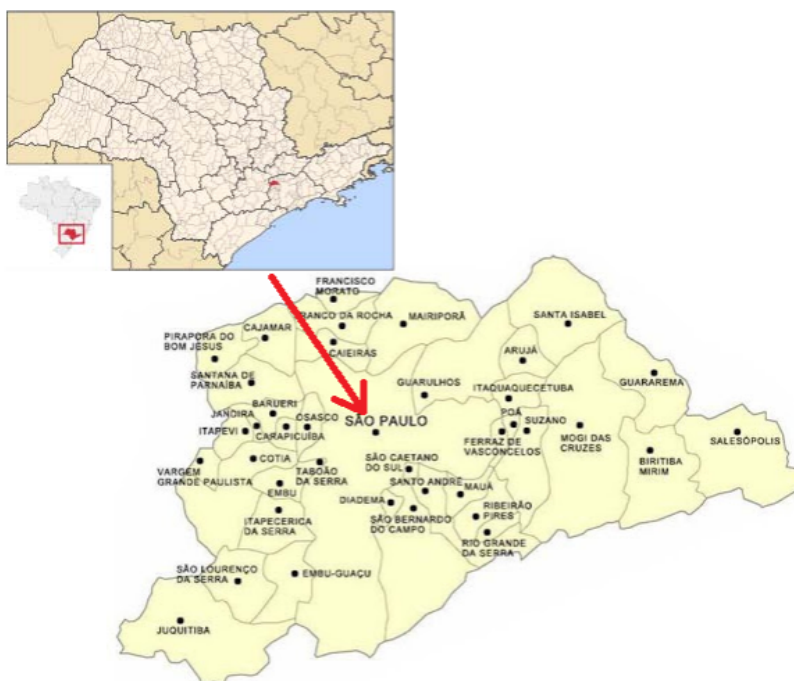 FRANCISCO
MORATO
FRANCO DA ROCHA
MAIRIPORÃ
SANTA ISABEL
CAJAMAR
PIRAPORA DO
BOM JESUS
CAIEIRAS
ARUJÁ
SANTANA DE
PARNAÍBA
GUARULHOS
ITAQUAQUECETUBA
GUARAREMA
BARUERI
JANDIRA
OSASCO
SÃO PAULO
POÁ
SUZANO
ITAPEVI
CARAPICUÍBA
FERRAZ DE
VASCONCELOS
MOGI DAS
CRUZES
SALESÓPOLIS
VARGEM
GRANDE PAULISTA
COTIA
TABOÃO
DA SERRA
SÃO CAETANO
DO SUL
BIRITIBA
MIRIM
EMBU
SANTO ANDRÉ
MAUÁ
DIADEMA
ITAPECERICA
DA SERRA
SÃO BERNARDO
DO CAMPO
RIBEIRÃO
PIRES
RIO GRANDE
DA SERRA
SÃO LOURENÇO
DA SERRA
EMBU-GUAÇU
JUQUITIBA